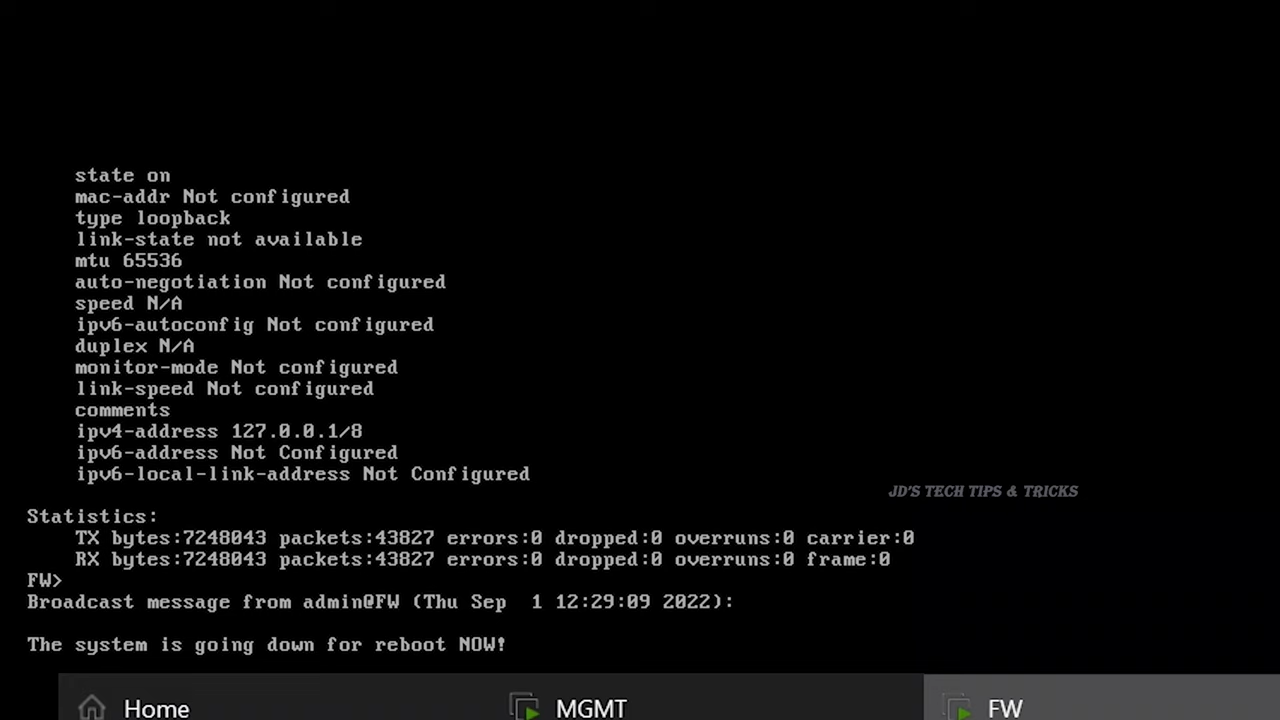 state on
mac-addr Not configured
type loopback
link-state not available
mtu 65536
auto-negotiation Not configured
speed N/A
ipv6-autoconfig Not configured
duplex N/A
monitor-mode Not configured
link-speed Not configured
comments
ipv4-address 127.0.0.1/8
ipv6-address Not Configured
ipv6-local-link-address Not Configured
JD'S TECH TIPS & TRICKS
Statistics:
TX bytes:7248043 packets:43827 errors:0 dropped:0 overruns:0 carrier:0
RX bytes:7248043 packets:43827 errors:0 dropped:0 overruns:0 frame:0
FW>
Broadcast message from admin@FW (Thu Sep  1 12:29:09 2022):
The system is going down for reboot NOW!
Home MGMT FW